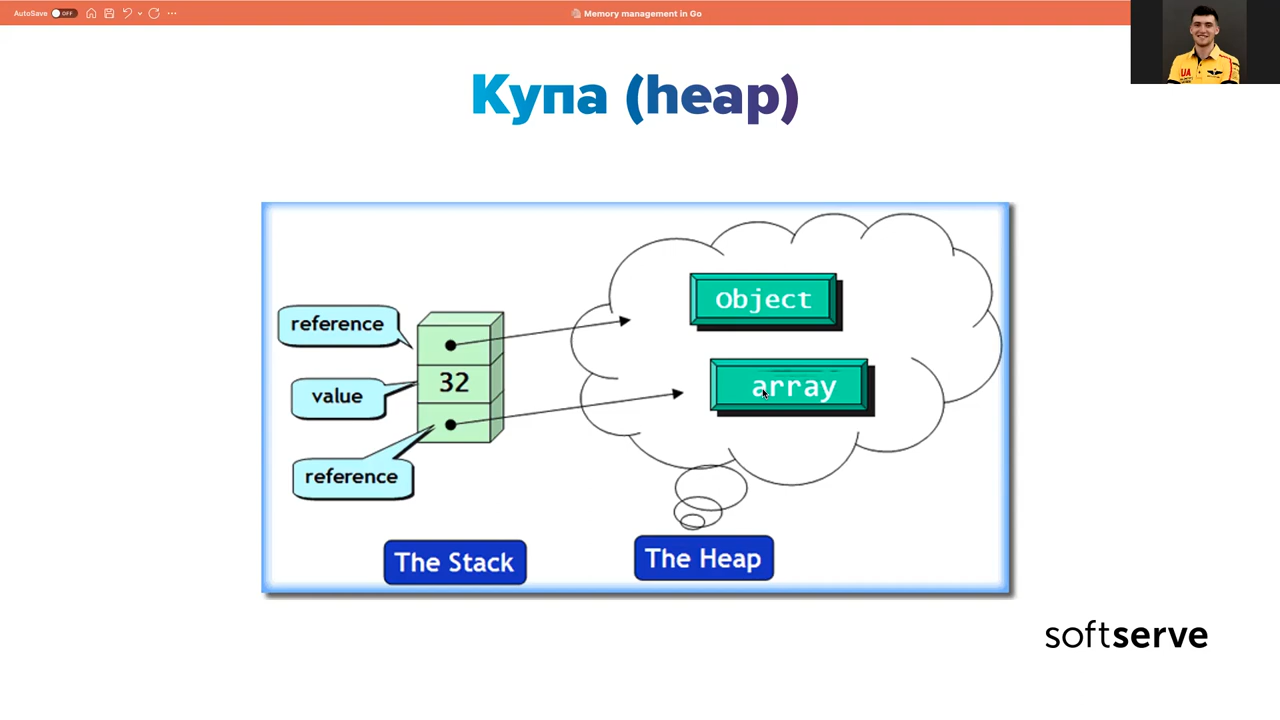 AutoSave OFF
Memory management in Go
UA
Купа (heap)
Object
reference
array
32
value
reference
The Stack
The Heap
softserve